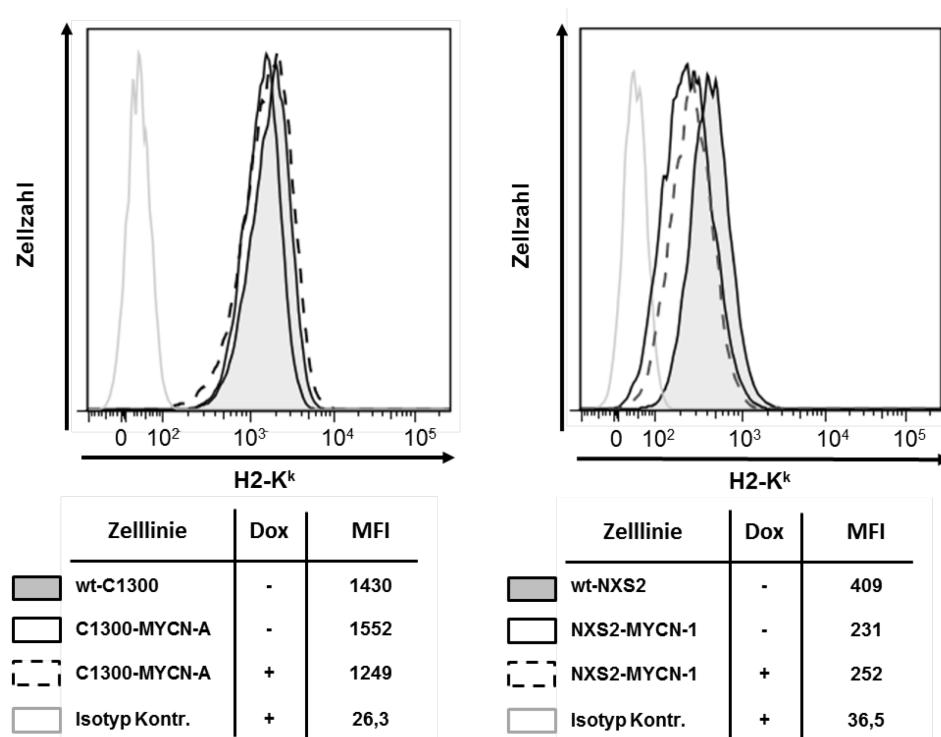 Zellzahl
0 10² 10³ 10⁴ 10⁵
H2-Kᵏ
Zelllinie Dox MFI
wt-C1300 - 1430
C1300-MYCN-A - 1552
C1300-MYCN-A + 1249
Isotyp Kontr. + 26,3
Zellzahl
0 10² 10³ 10⁴ 10⁵
H2-Kᵏ
Zelllinie Dox MFI
wt-NXS2 - 409
NXS2-MYCN-1 - 231
NXS2-MYCN-1 + 252
Isotyp Kontr. + 36,5